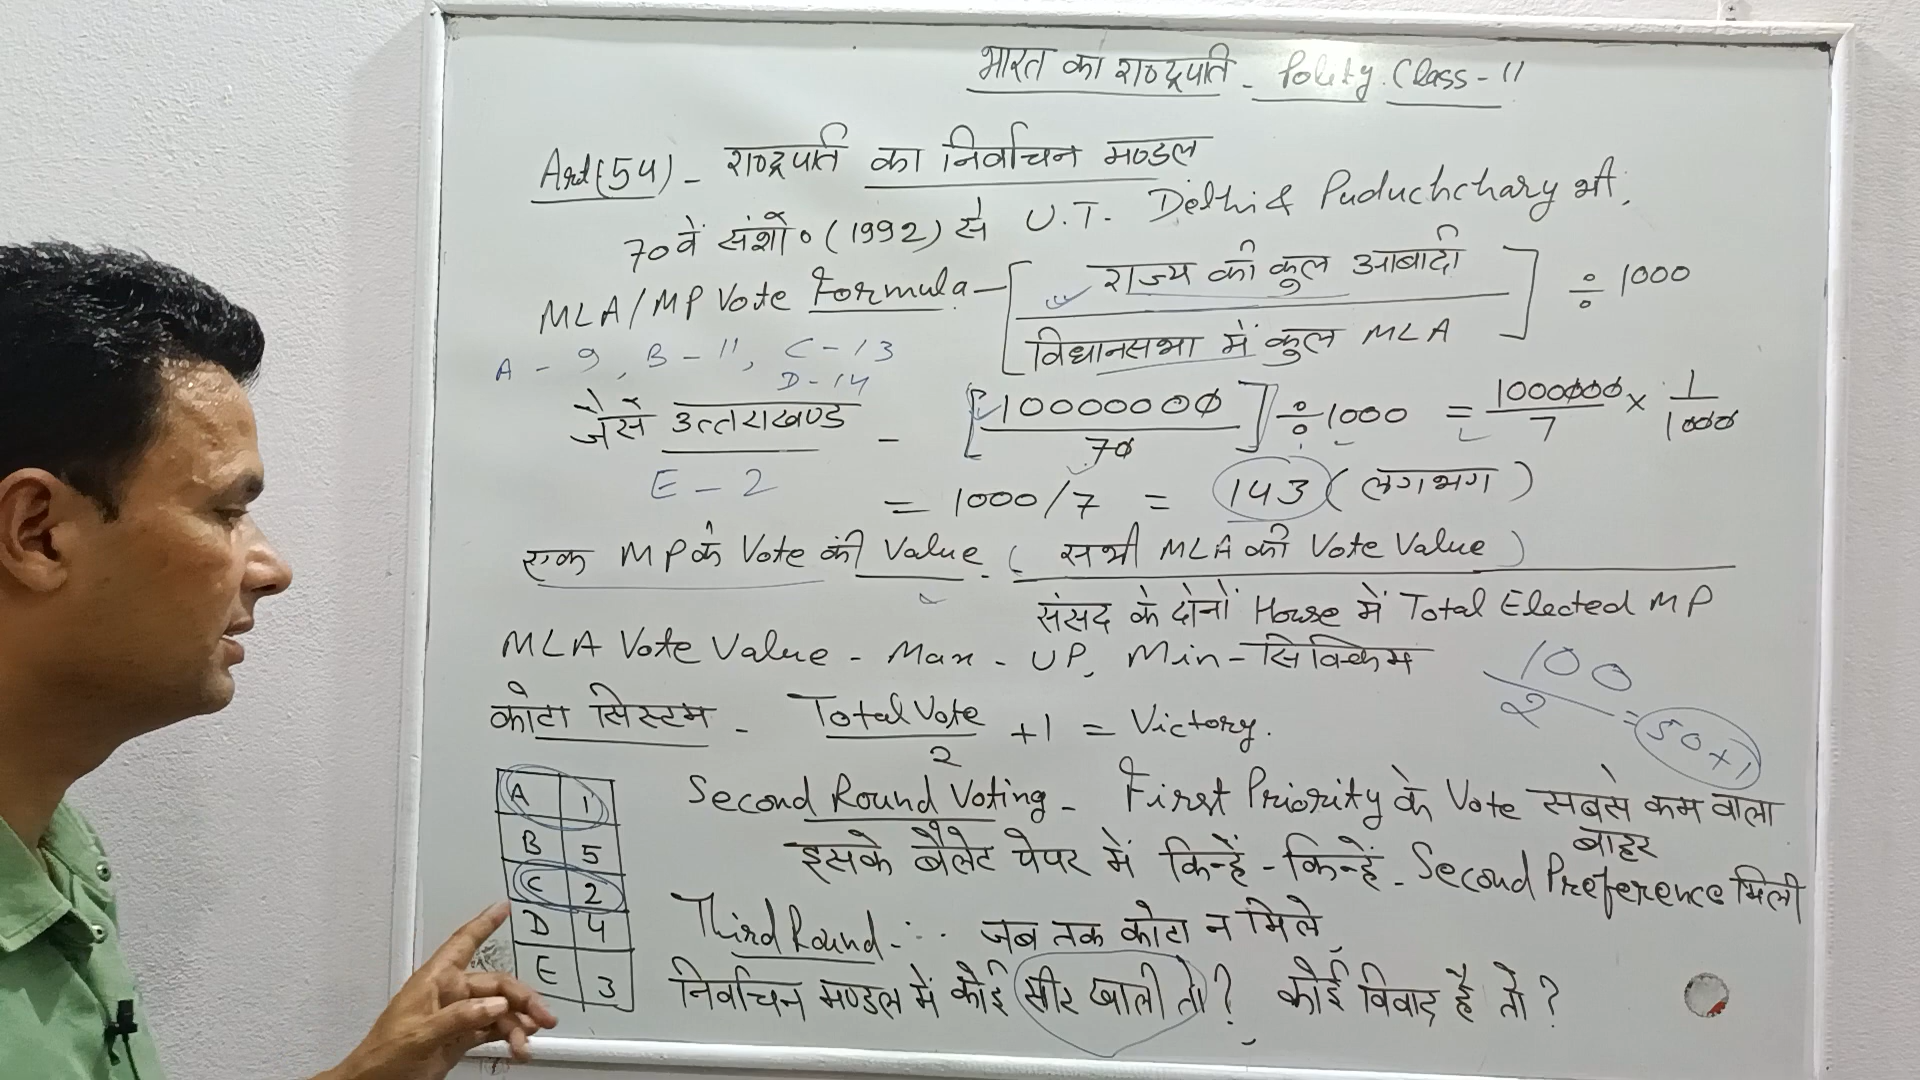 भारत का राष्ट्रपति - Polity Class - 11
Art(54) - राष्ट्रपति का निर्वाचन मण्डल
70वें संशो० (1992) से U.T. Delhi & Puduchchary भी,
MLA/MP Vote Formula - [ राज्य की कुल आबादी / विधानसभा में कुल MLA ] ÷ 1000
A - 9, B - 11, C - 13
D - 14
जैसे उत्तराखण्ड - [ 10000000 / 70 ] ÷ 1000 = 1000000 / 7 × 1 / 1000
E - 2
= 1000/7 = 143 (लगभग)
एक MP के Vote की Value - ( सभी MLA की Vote Value )
संसद के दोनों House में Total Elected MP
MLA Vote Value - Max - UP, Min - सिक्किम
100 / 2 = 50+1
कोटा सिस्टम - Total Vote / 2 +1 = Victory.
A 1
B 5
C 2
D 4
E 3
Second Round Voting - First Priority के Vote सबसे कम वाला
बाहर
इसके बैलेट पेपर में किन्हें - किन्हें - Second Preference मिली
Third Round - ... जब तक कोटा न मिले,
निर्वाचन मण्डल में कोई सीट खाली तो? कोई विवाद है तो?